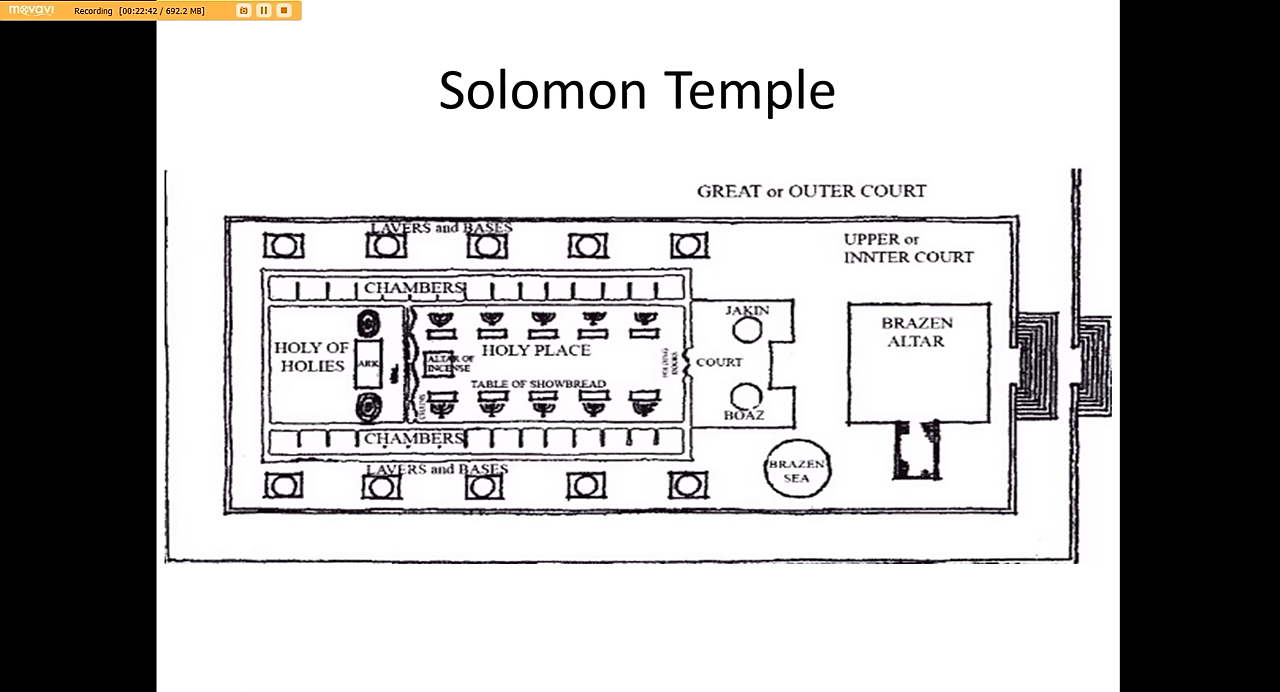 movavi
Recording [00:22:42 / 692.2 MB]
Solomon Temple
GREAT or OUTER COURT
LAVERS and BASES
UPPER or
INNTER COURT
CHAMBERS
JAKIN
BRAZEN
ALTAR
HOLY OF
HOLIES
ARK
ALTAR OF
INCENSE
HOLY PLACE
COURT
TABLE OF SHOWBREAD
CHAINS
BOAZ
CHAMBERS
LAVERS and BASES
BRAZEN
SEA